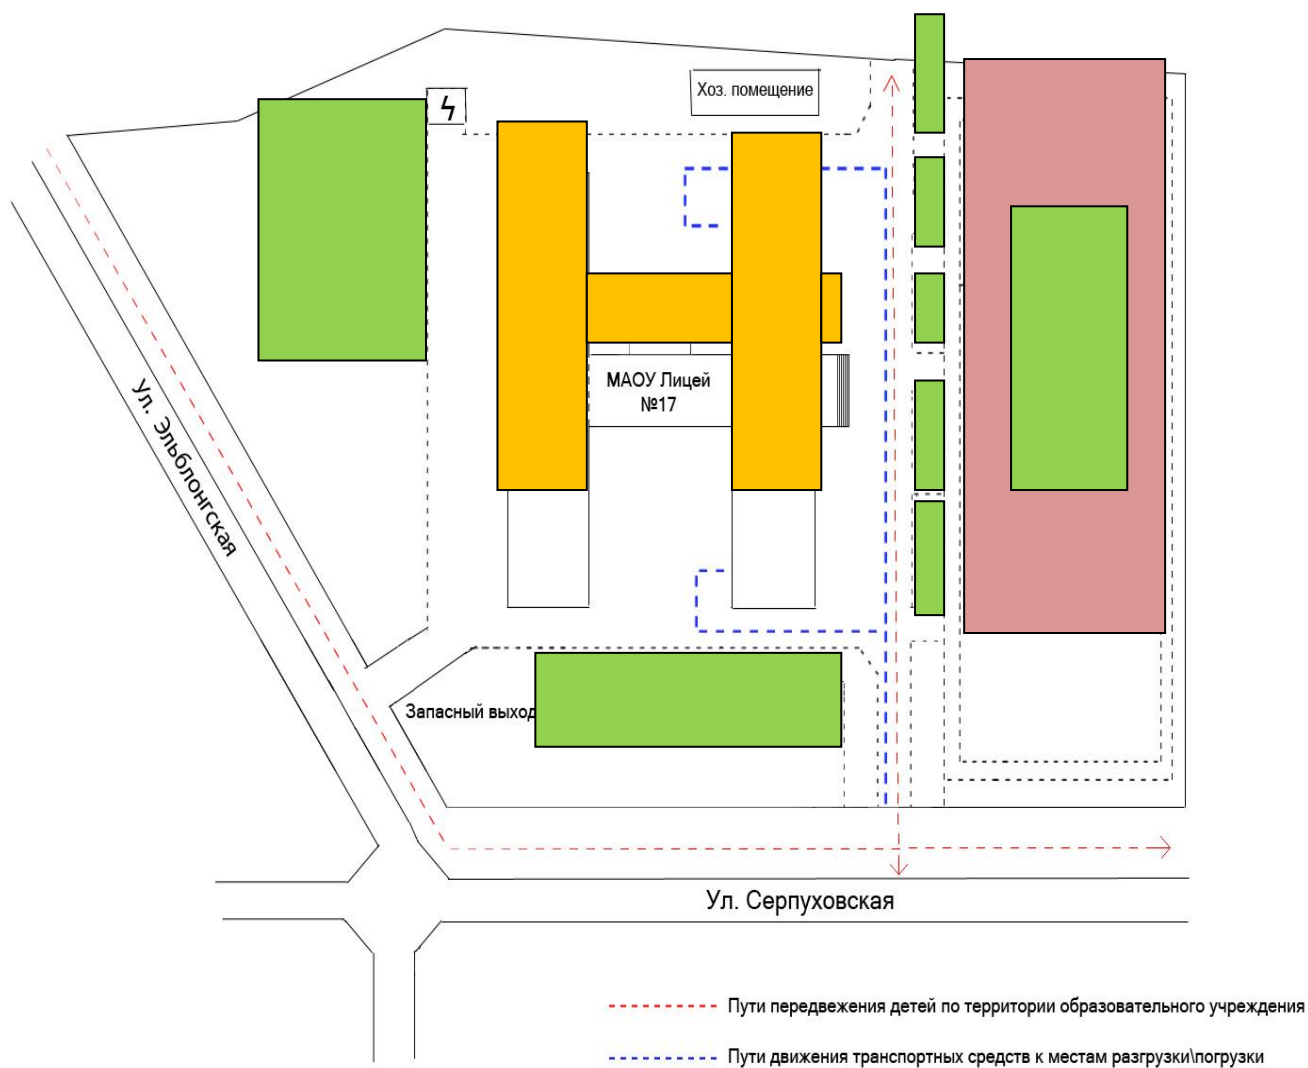 Хоз. помещение
МАОУ Лицей
№17
Ул. Эльблонгская
Запасный выход
Ул. Серпуховская
Пути передвежения детей по территории образовательного учреждения
Пути движения транспортных средств к местам разгрузки\погрузки